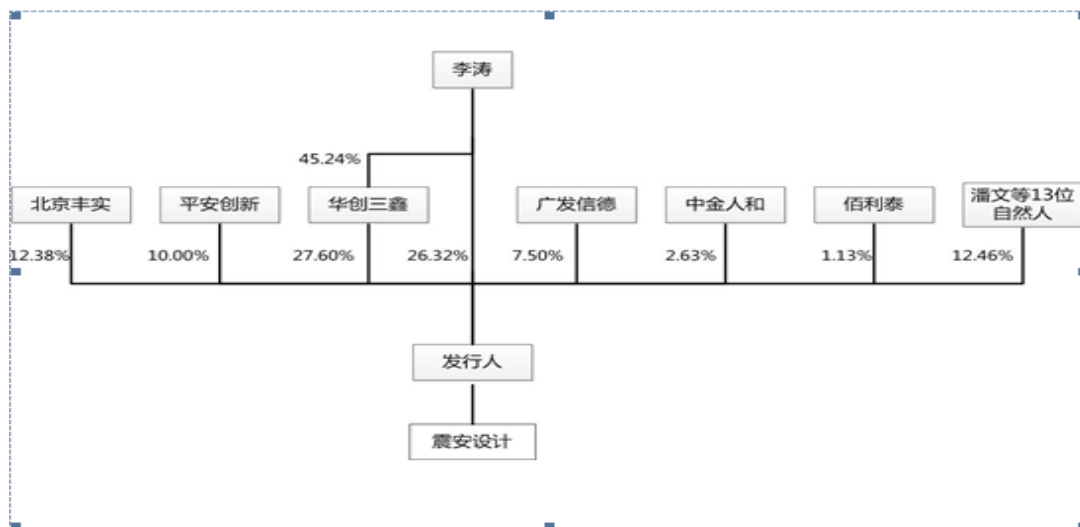 李涛
45.24%
北京丰实
平安创新
华创三鑫
广发信德
中金人和
佰利泰
潘文等13位
自然人
12.38%
10.00%
27.60%
26.32%
7.50%
2.63%
1.13%
12.46%
发行人
震安设计